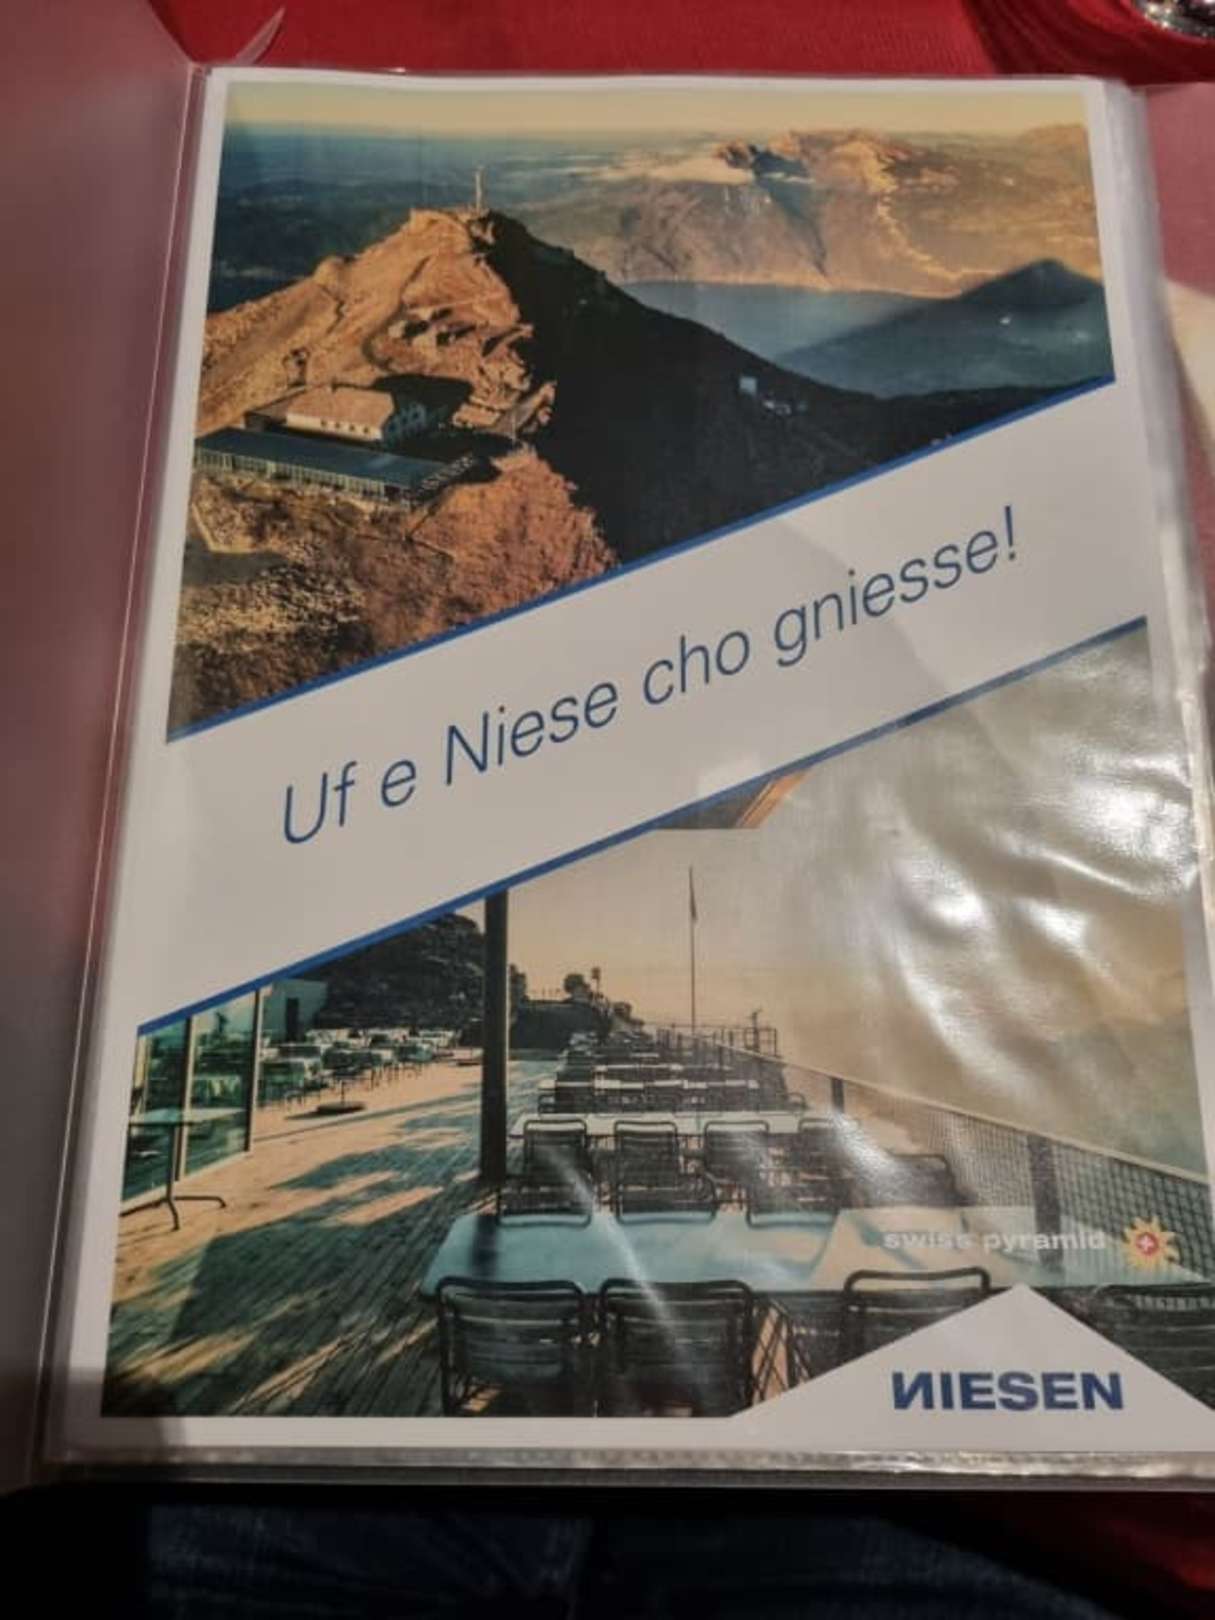 Uf e Niese cho gniesse!
swiss pyramid
NIESEN